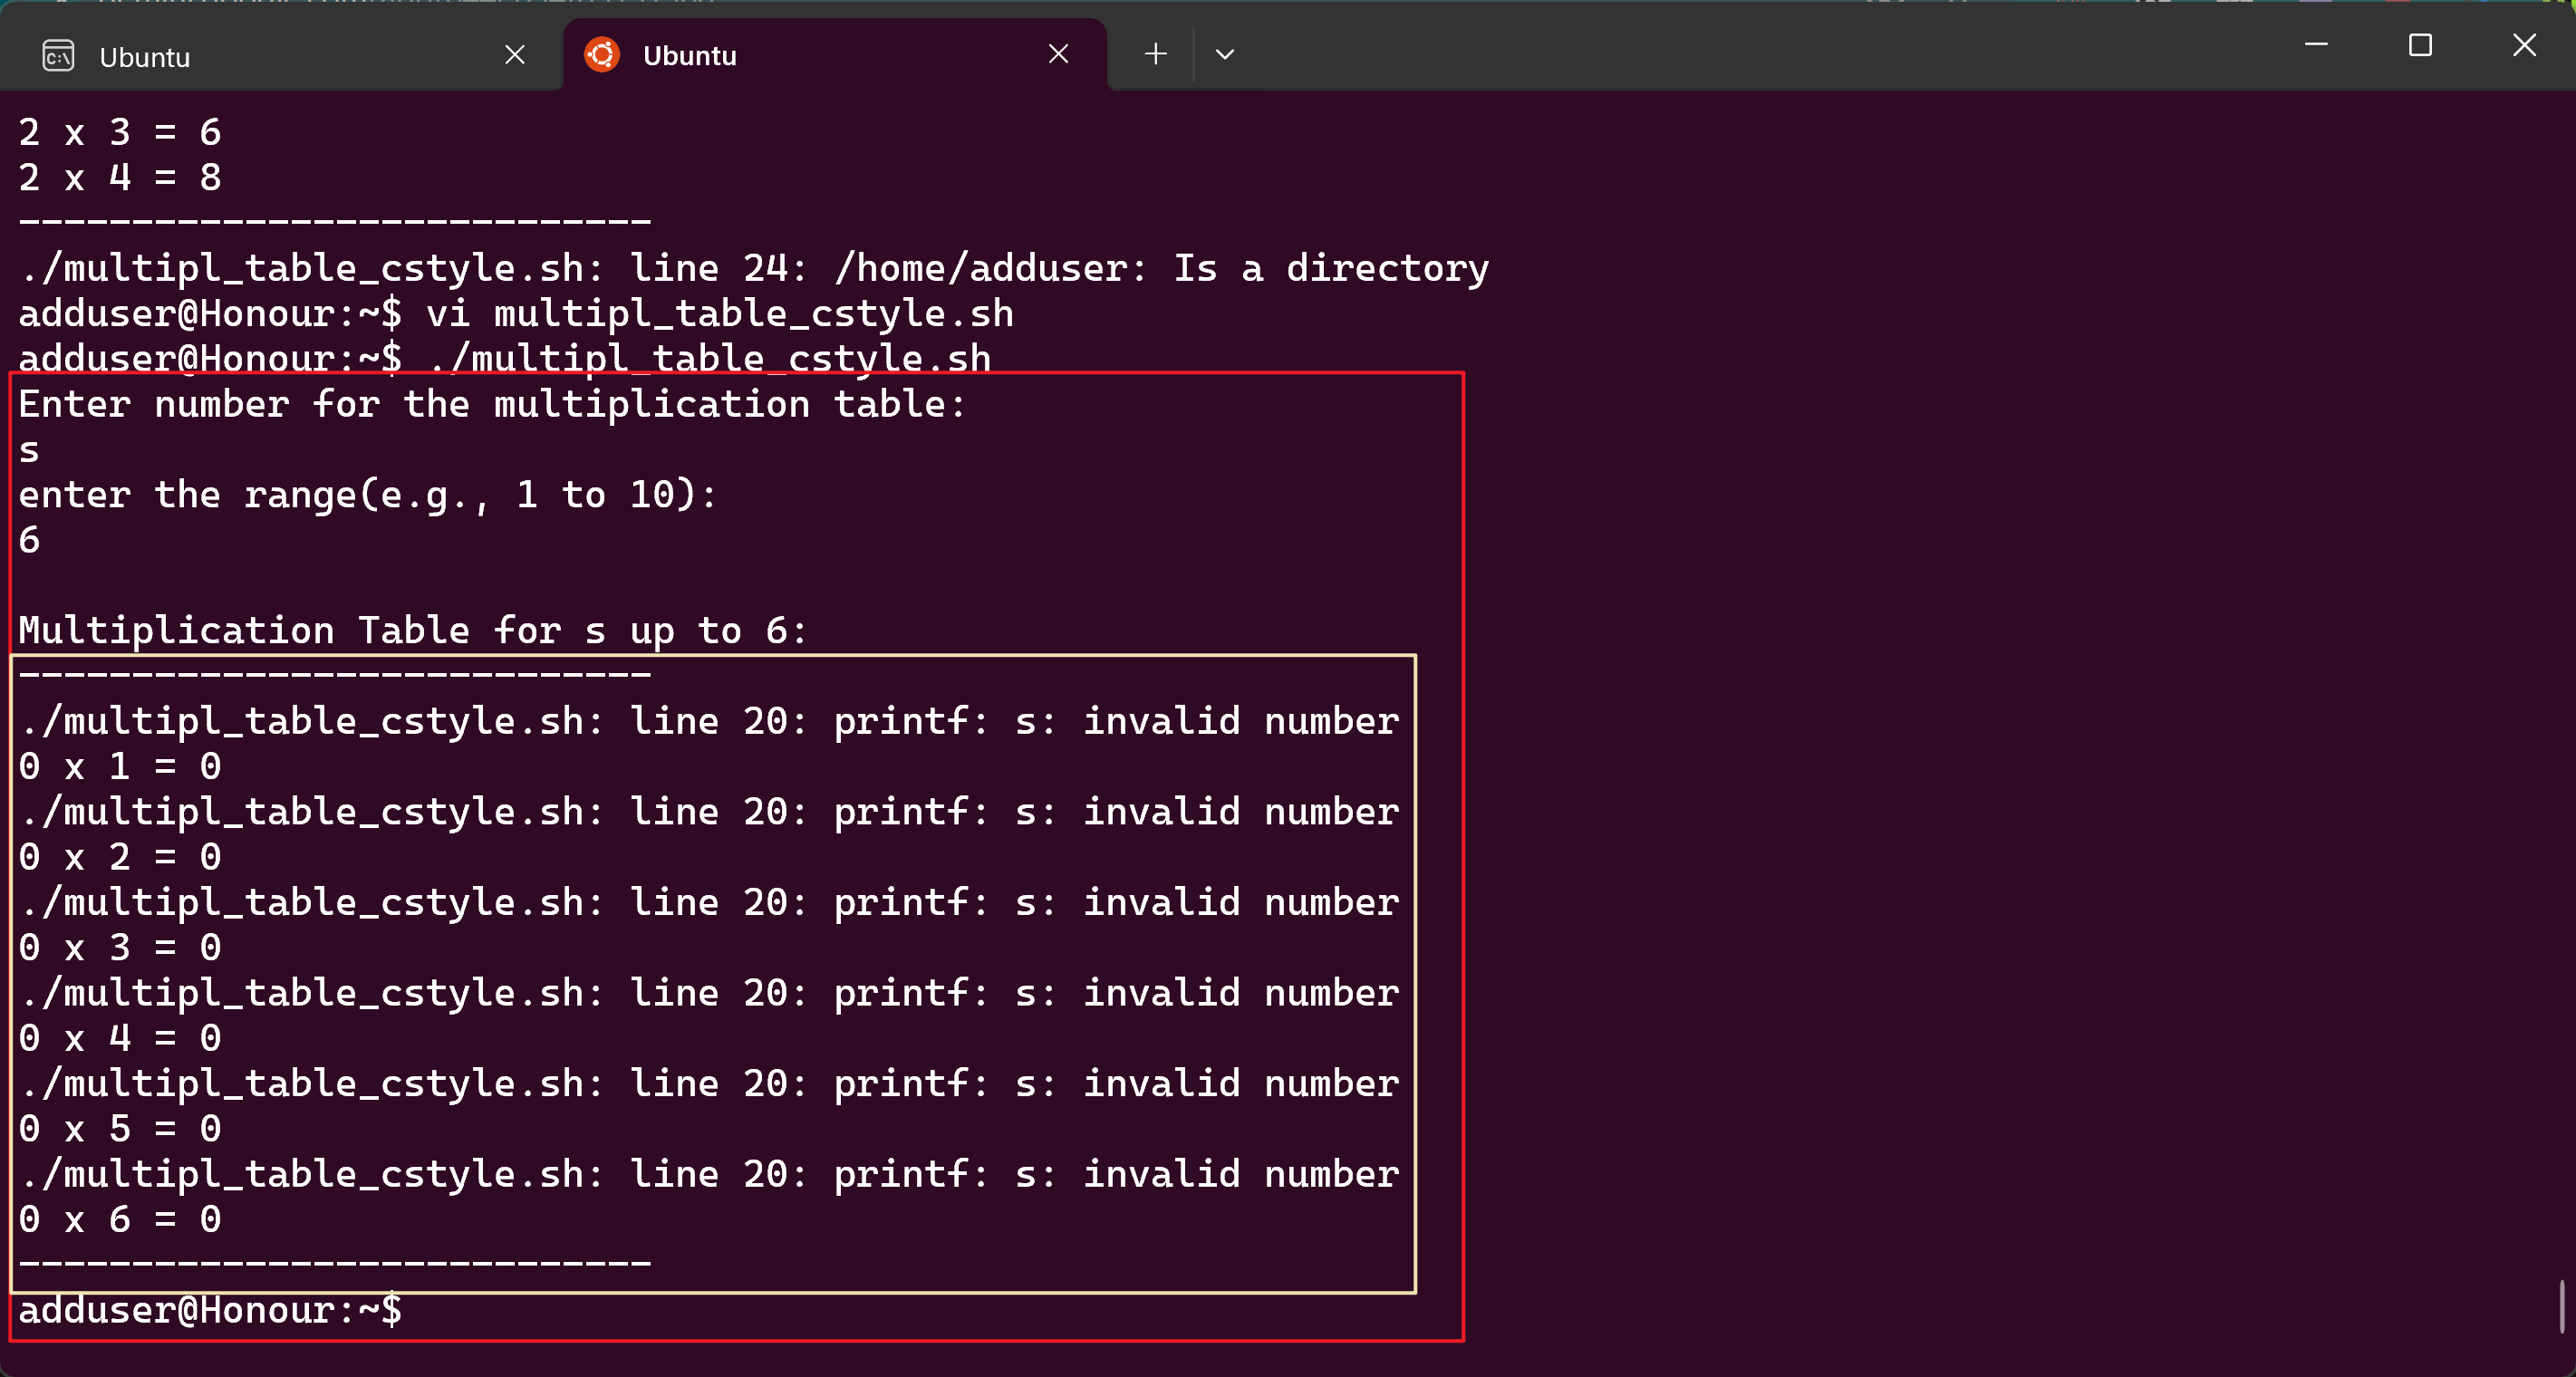 Ubuntu
Ubuntu
2 x 3 = 6
2 x 4 = 8
----------------------------
./multipl_table_cstyle.sh: line 24: /home/adduser: Is a directory
adduser@Honour:~$ vi multipl_table_cstyle.sh
adduser@Honour:~$ ./multipl_table_cstyle.sh
Enter number for the multiplication table:
s
enter the range(e.g., 1 to 10):
6
Multiplication Table for s up to 6:
----------------------------
./multipl_table_cstyle.sh: line 20: printf: s: invalid number
0 x 1 = 0
./multipl_table_cstyle.sh: line 20: printf: s: invalid number
0 x 2 = 0
./multipl_table_cstyle.sh: line 20: printf: s: invalid number
0 x 3 = 0
./multipl_table_cstyle.sh: line 20: printf: s: invalid number
0 x 4 = 0
./multipl_table_cstyle.sh: line 20: printf: s: invalid number
0 x 5 = 0
./multipl_table_cstyle.sh: line 20: printf: s: invalid number
0 x 6 = 0
----------------------------
adduser@Honour:~$